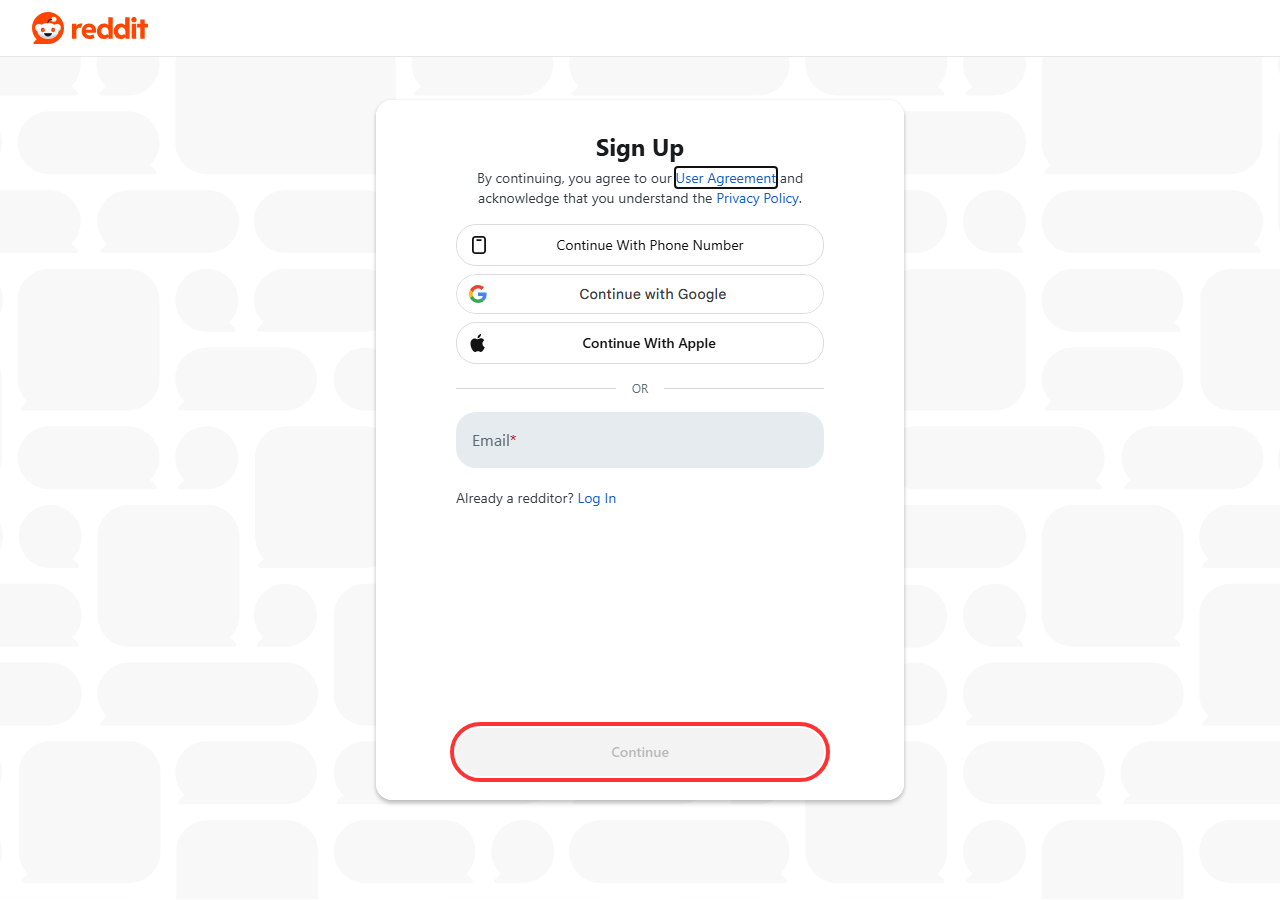 reddit
Sign Up
By continuing, you agree to our User Agreement and
acknowledge that you understand the Privacy Policy.
Continue With Phone Number
Continue with Google
Continue With Apple
OR
Email*
Already a redditor? Log In
Continue